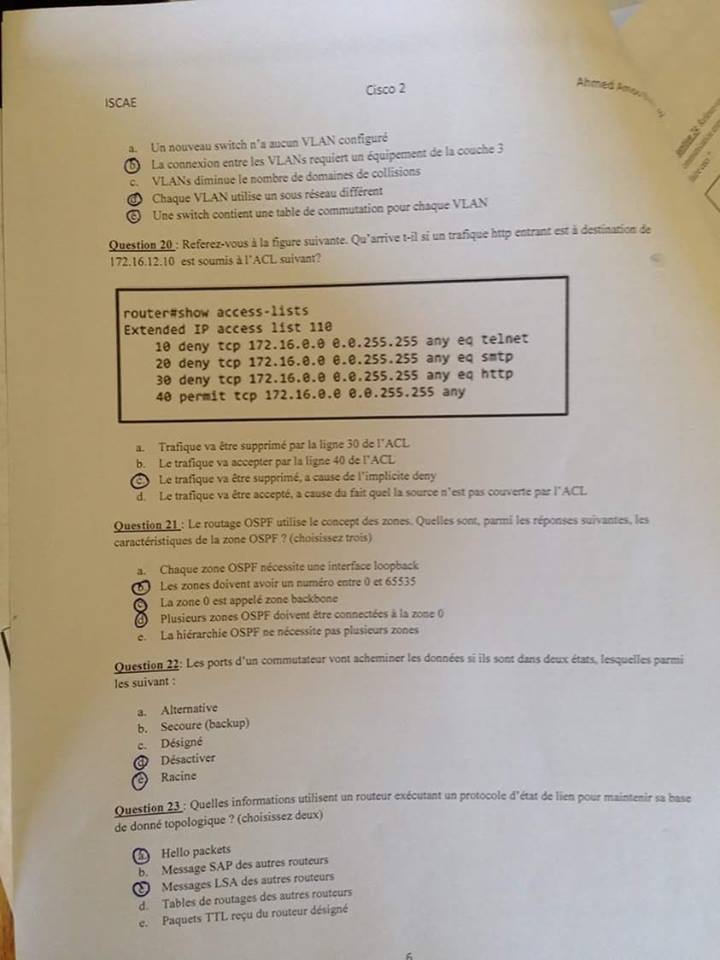 Cisco 2
Ahmed
ISCAE
a. Un nouveau switch n'a aucun VLAN configuré
b. La connexion entre les VLANs requiert un équipement de la couche 3
c. VLANs diminue le nombre de domaines de collisions
d. Chaque VLAN utilise un sous réseau différent
e. Une switch contient une table de commutation pour chaque VLAN
Question 20 : Referez-vous à la figure suivante. Qu'arrive t-il si un trafique http entrant est à destination de
172.16.12.10 est soumis à l'ACL suivant?
router#show access-lists
Extended IP access list 110
10 deny tcp 172.16.0.0 0.0.255.255 any eq telnet
20 deny tcp 172.16.0.0 0.0.255.255 any eq smtp
30 deny tcp 172.16.0.0 0.0.255.255 any eq http
40 permit tcp 172.16.0.0 0.0.255.255 any
a. Trafique va être supprimé par la ligne 30 de l'ACL
b. Le trafique va accepter par la ligne 40 de l'ACL
c. Le trafique va être supprimé, a cause de l'implicite deny
d. Le trafique va être accepté, a cause du fait quel la source n'est pas couverte par l'ACL
Question 21 : Le routage OSPF utilise le concept des zones. Quelles sont, parmi les réponses suivantes, les
caractéristiques de la zone OSPF ? (choisissez trois)
a. Chaque zone OSPF nécessite une interface loopback
b. Les zones doivent avoir un numéro entre 0 et 65535
c. La zone 0 est appelé zone backbone
d. Plusieurs zones OSPF doivent être connectées à la zone 0
e. La hiérarchie OSPF ne nécessite pas plusieurs zones
Question 22: Les ports d'un commutateur vont acheminer les données si ils sont dans deux états, lesquelles parmi
les suivant :
a. Alternative
b. Secoure (backup)
c. Désigné
d. Désactiver
e. Racine
Question 23 : Quelles informations utilisent un routeur exécutant un protocole d'état de lien pour maintenir sa base
de donné topologique ? (choisissez deux)
a. Hello packets
b. Message SAP des autres routeurs
c. Messages LSA des autres routeurs
d. Tables de routages des autres routeurs
e. Paquets TTL reçu du routeur désigné
6